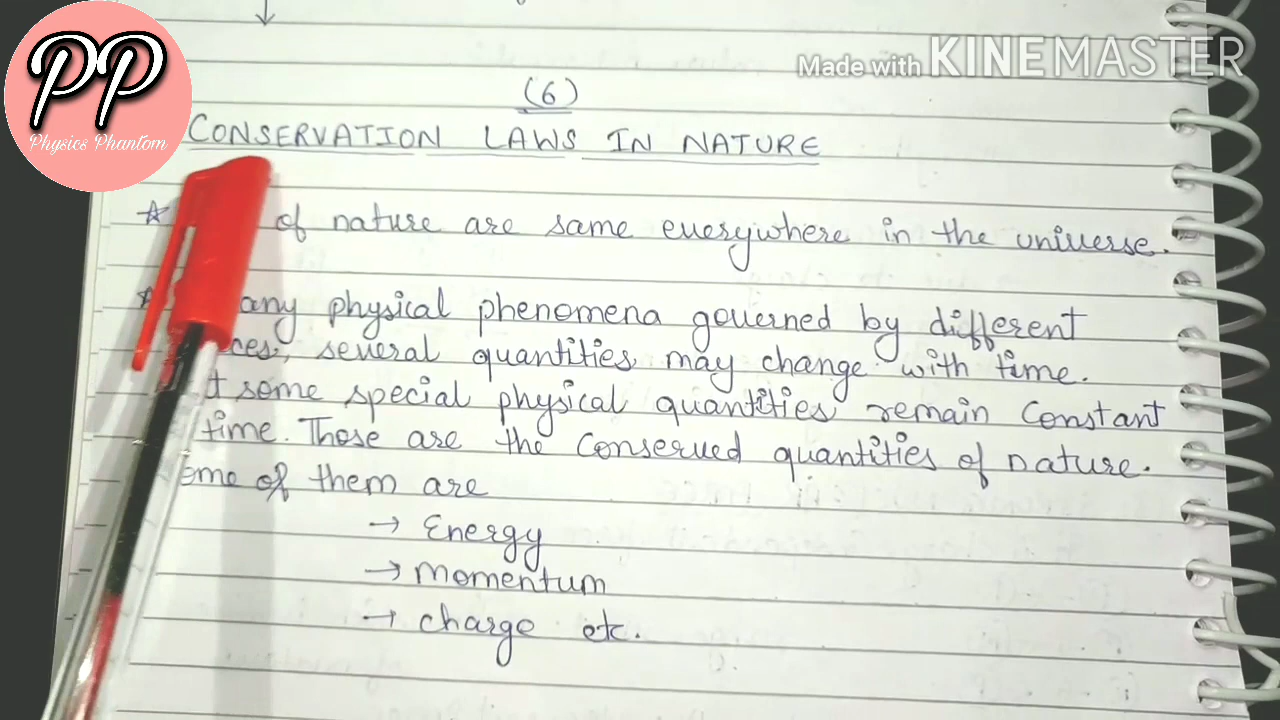 PP
Physics Phantom
Made with KINEMASTER
(6)
CONSERVATION LAWS IN NATURE
of nature are same everywhere in the universe.
any physical phenomena governed by different
ces, several quantities may change with time.
t some special physical quantities remain constant
time. These are the conserved quantities of nature.
ome of them are
→ Energy
→ Momentum
→ charge etc.